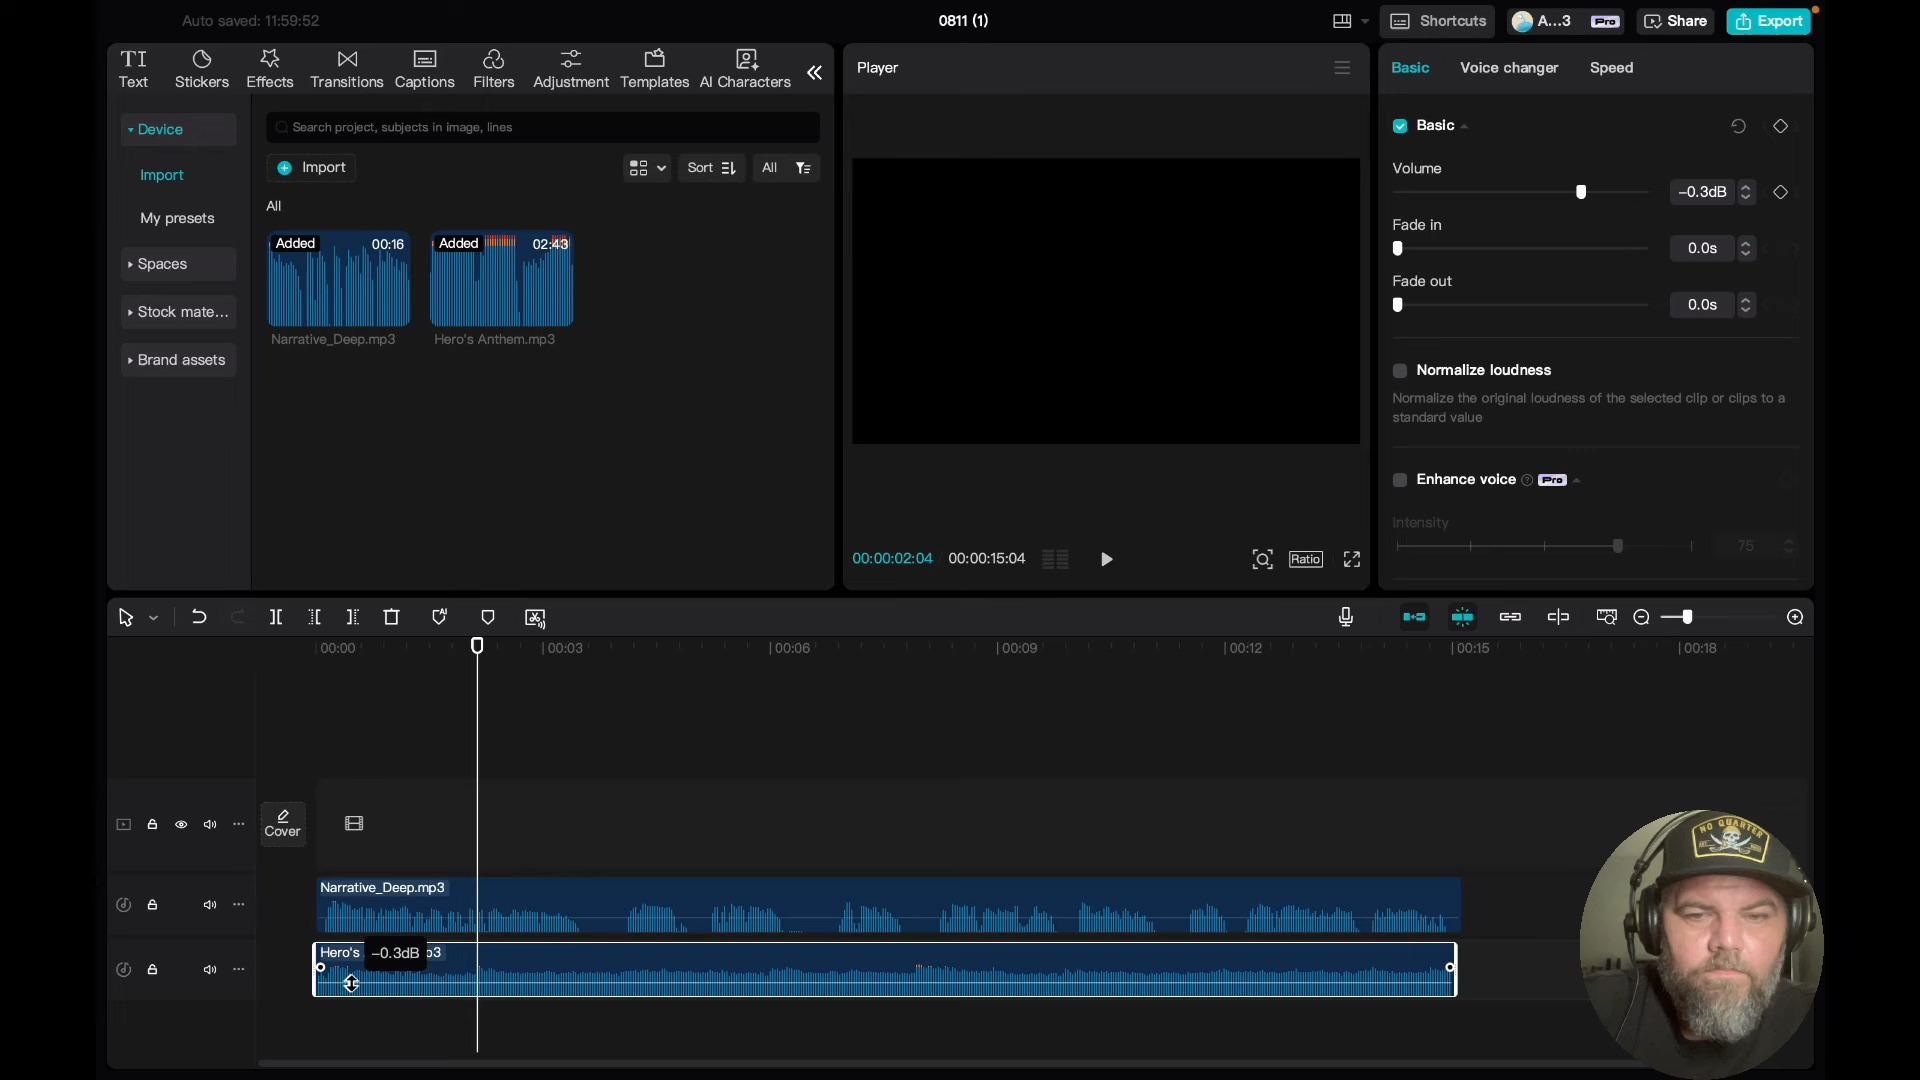 Auto saved: 11:59:52
0811 (1)
Shortcuts
A...3
Pro
Share
Export
Text
Stickers
Effects
Transitions
Captions
Filters
Adjustment
Templates
AI Characters
Player
Basic
Voice changer
Speed
Device
Import
My presets
Spaces
Stock mate...
Brand assets
Search project, subjects in image, lines
Import
Sort
All
All
Added
00:16
Narrative_Deep.mp3
Added
02:43
Hero's Anthem.mp3
Basic
Volume
−0.3dB
Fade in
0.0s
Fade out
0.0s
Normalize loudness
Normalize the original loudness of the selected clip or clips to a
standard value
Enhance voice
Pro
Intensity
75
00:00:02:04
00:00:15:04
Ratio
00:00
00:03
00:06
00:09
00:12
00:15
00:18
Cover
Narrative_Deep.mp3
Hero's
−0.3dB
p3
NO QUARTER